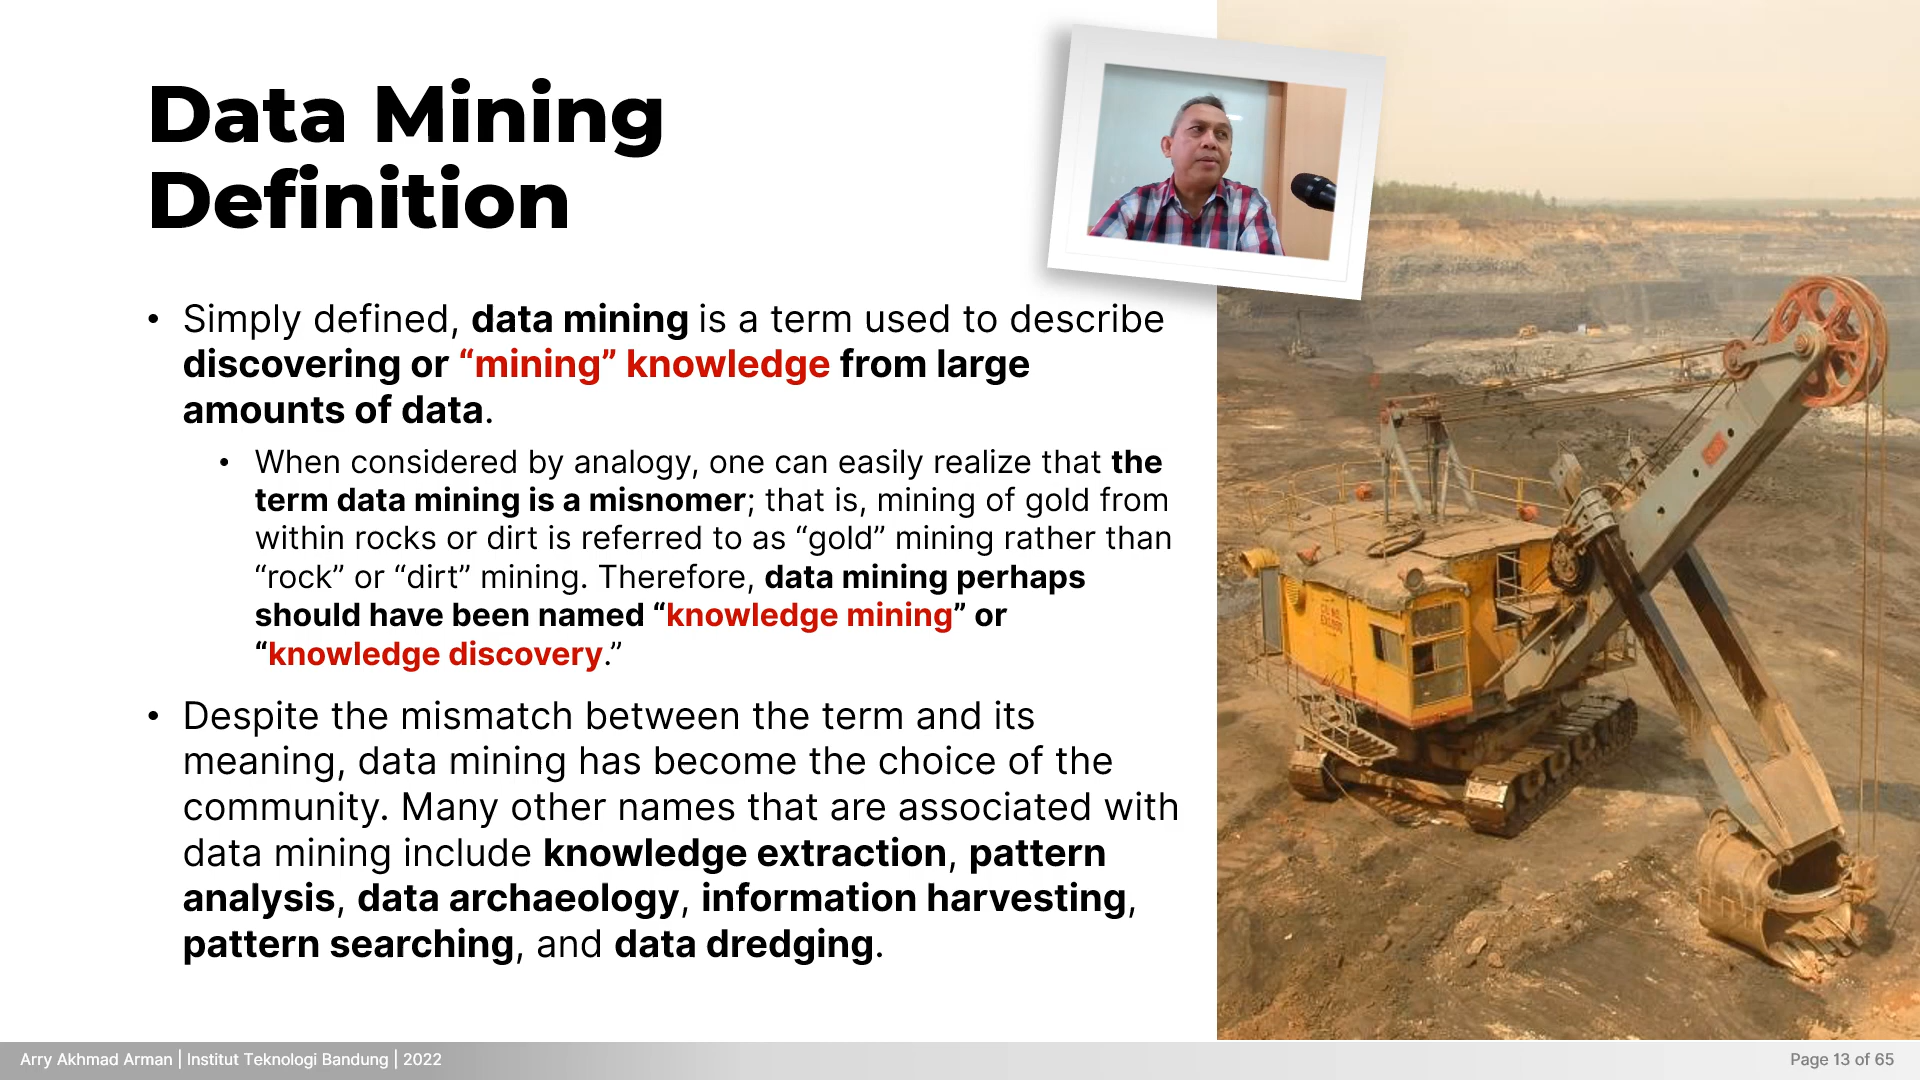 Data Mining
Definition
• Simply defined, data mining is a term used to describe
discovering or “mining” knowledge from large
amounts of data.
• When considered by analogy, one can easily realize that the
term data mining is a misnomer; that is, mining of gold from
within rocks or dirt is referred to as “gold” mining rather than
“rock” or “dirt” mining. Therefore, data mining perhaps
should have been named “knowledge mining” or
“knowledge discovery.”
• Despite the mismatch between the term and its
meaning, data mining has become the choice of the
community. Many other names that are associated with
data mining include knowledge extraction, pattern
analysis, data archaeology, information harvesting,
pattern searching, and data dredging.
Arry Akhmad Arman | Institut Teknologi Bandung | 2022
Page 13 of 65